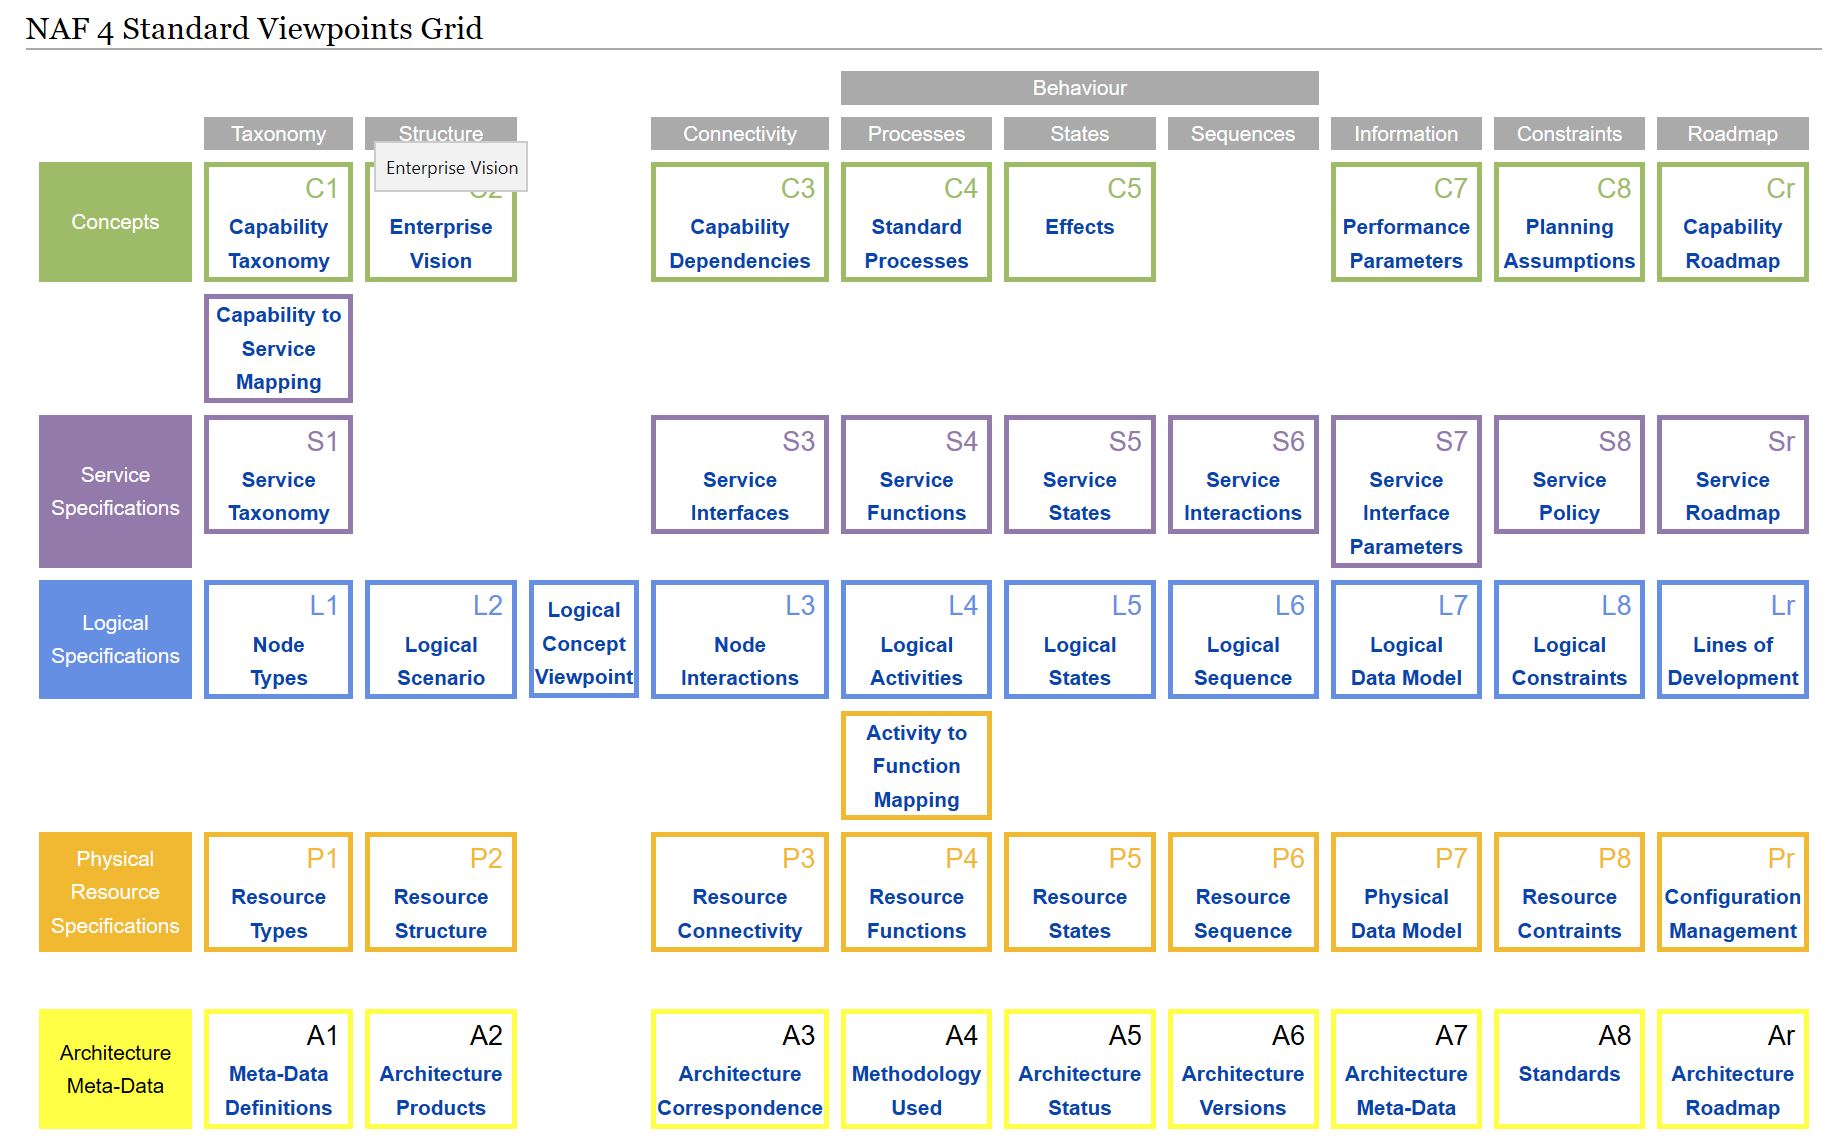 NAF 4 Standard Viewpoints Grid
Behaviour
Taxonomy
Structure
Connectivity
Processes
States
Sequences
Information
Constraints
Roadmap
Enterprise Vision
Concepts
C1
Capability
Taxonomy
C2
Enterprise
Vision
C3
Capability
Dependencies
C4
Standard
Processes
C5
Effects
C7
Performance
Parameters
C8
Planning
Assumptions
Cr
Capability
Roadmap
Capability to
Service
Mapping
Service
Specifications
S1
Service
Taxonomy
S3
Service
Interfaces
S4
Service
Functions
S5
Service
States
S6
Service
Interactions
S7
Service
Interface
Parameters
S8
Service
Policy
Sr
Service
Roadmap
Logical
Specifications
L1
Node
Types
L2
Logical
Scenario
Logical
Concept
Viewpoint
L3
Node
Interactions
L4
Logical
Activities
L5
Logical
States
L6
Logical
Sequence
L7
Logical
Data Model
L8
Logical
Constraints
Lr
Lines of
Development
Activity to
Function
Mapping
Physical
Resource
Specifications
P1
Resource
Types
P2
Resource
Structure
P3
Resource
Connectivity
P4
Resource
Functions
P5
Resource
States
P6
Resource
Sequence
P7
Physical
Data Model
P8
Resource
Contraints
Pr
Configuration
Management
Architecture
Meta-Data
A1
Meta-Data
Definitions
A2
Architecture
Products
A3
Architecture
Correspondence
A4
Methodology
Used
A5
Architecture
Status
A6
Architecture
Versions
A7
Architecture
Meta-Data
A8
Standards
Ar
Architecture
Roadmap